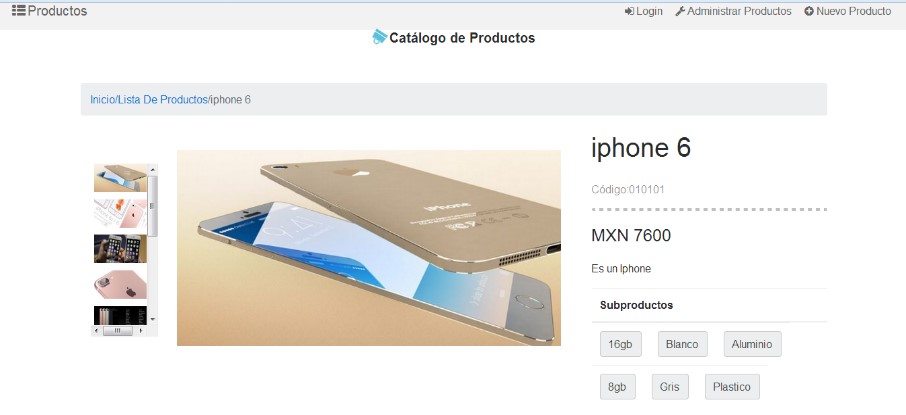 Productos
Login Administrar Productos Nuevo Producto
Catálogo de Productos
Inicio/Lista De Productos/iphone 6
iPhone
iphone 6
Código:010101
MXN 7600
Es un Iphone
Subproductos
16gb Blanco Aluminio
8gb Gris Plastico